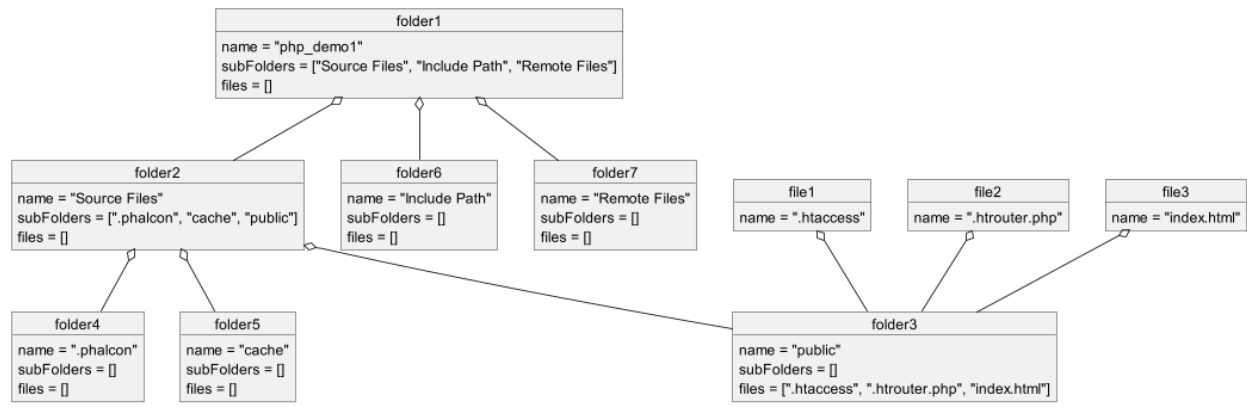 folder1
name = "php_demo1"
subFolders = ["Source Files", "Include Path", "Remote Files"]
files = []
folder2
name = "Source Files"
subFolders = [".phalcon", "cache", "public"]
files = []
folder6
name = "Include Path"
subFolders = []
files = []
folder7
name = "Remote Files"
subFolders = []
files = []
file1
name = ".htaccess"
file2
name = ".htrouter.php"
file3
name = "index.html"
folder4
name = ".phalcon"
subFolders = []
files = []
folder5
name = "cache"
subFolders = []
files = []
folder3
name = "public"
subFolders = []
files = [".htaccess", ".htrouter.php", "index.html"]